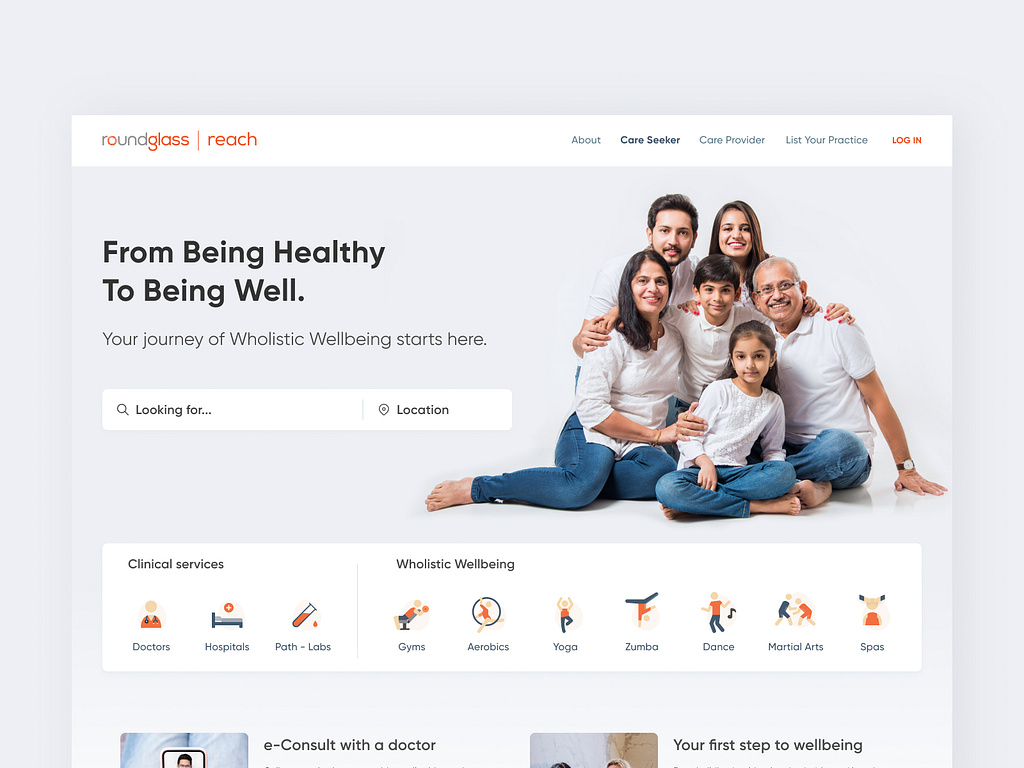 roundglass | reach
About
Care Seeker
Care Provider
List Your Practice
LOG IN
From Being Healthy
To Being Well.
Your journey of Wholistic Wellbeing starts here.
Looking for...
Location
Clinical services
Wholistic Wellbeing
Doctors
Hospitals
Path - Labs
Gyms
Aerobics
Yoga
Zumba
Dance
Martial Arts
Spas
e-Consult with a doctor
Your first step to wellbeing